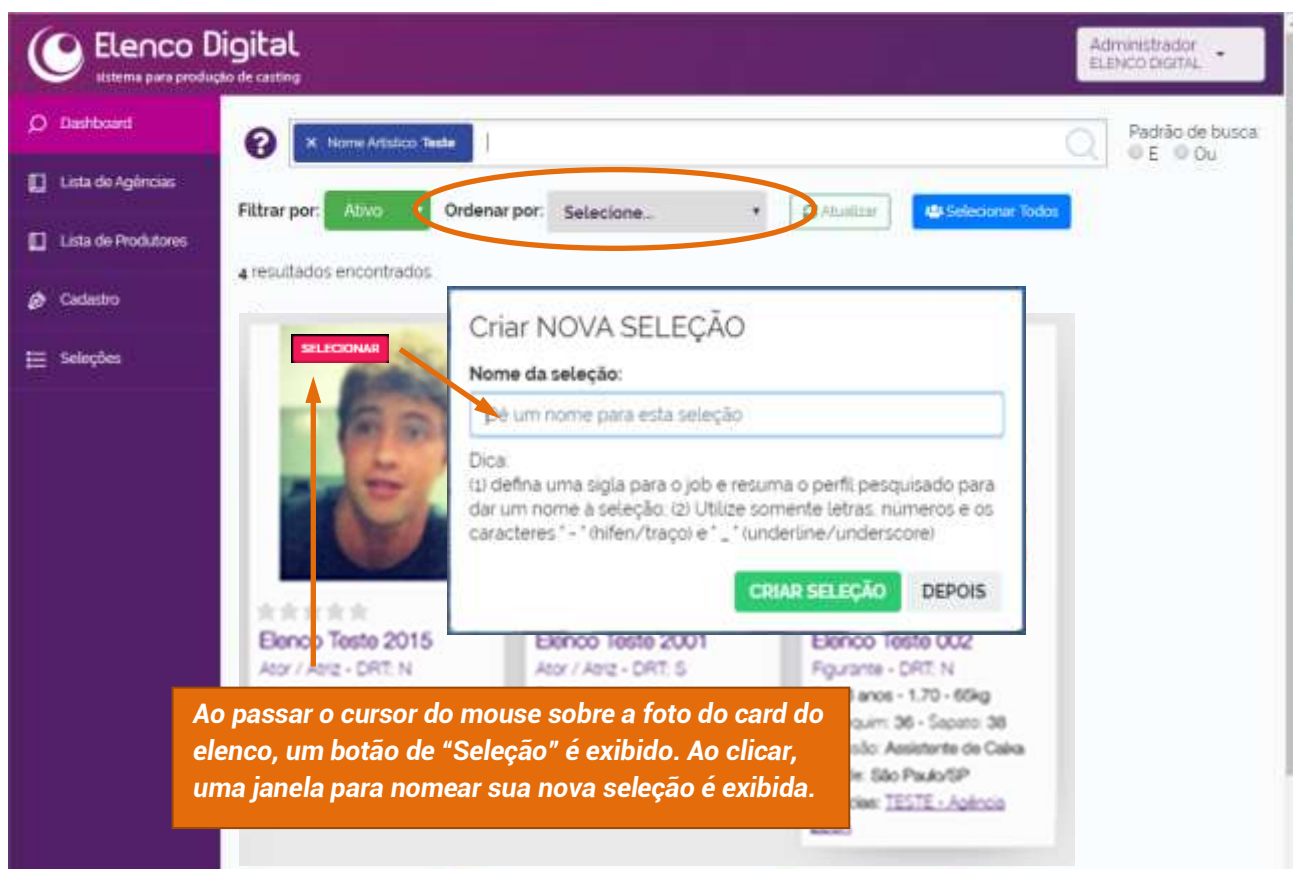 Elenco Digital
sistema para produção de casting
Administrador
ELENCO DIGITAL
Dashboard
Lista de Agências
Lista de Produtores
Cadastro
Seleções
× Nome Artístico: Teste
Padrão de busca:
E Ou
Filtrar por: Ativo Ordenar por: Selecione... Atualizar Selecionar Todos
4 resultados encontrados
SELECIONAR
Criar NOVA SELEÇÃO
Nome da seleção:
Dê um nome para esta seleção
Dica:
(1) defina uma sigla para o job e resuma o perfil pesquisado para
dar um nome à seleção; (2) Utilize somente letras, números e os
caracteres " - " (hífen/traço) e " _ " (underline/underscore)
CRIAR SELEÇÃO DEPOIS
Elenco Teste 2015
Ator / Atriz - DRT: N
Elenco Teste 2001
Ator / Atriz - DRT: S
Elenco Teste 002
Figurante - DRT: N
anos - 1.70 - 65kg
36 - Sapato: 38
Assistente de Caixa
São Paulo/SP
TESTE - Agência
Ao passar o cursor do mouse sobre a foto do card do
elenco, um botão de “Seleção” é exibido. Ao clicar,
uma janela para nomear sua nova seleção é exibida.